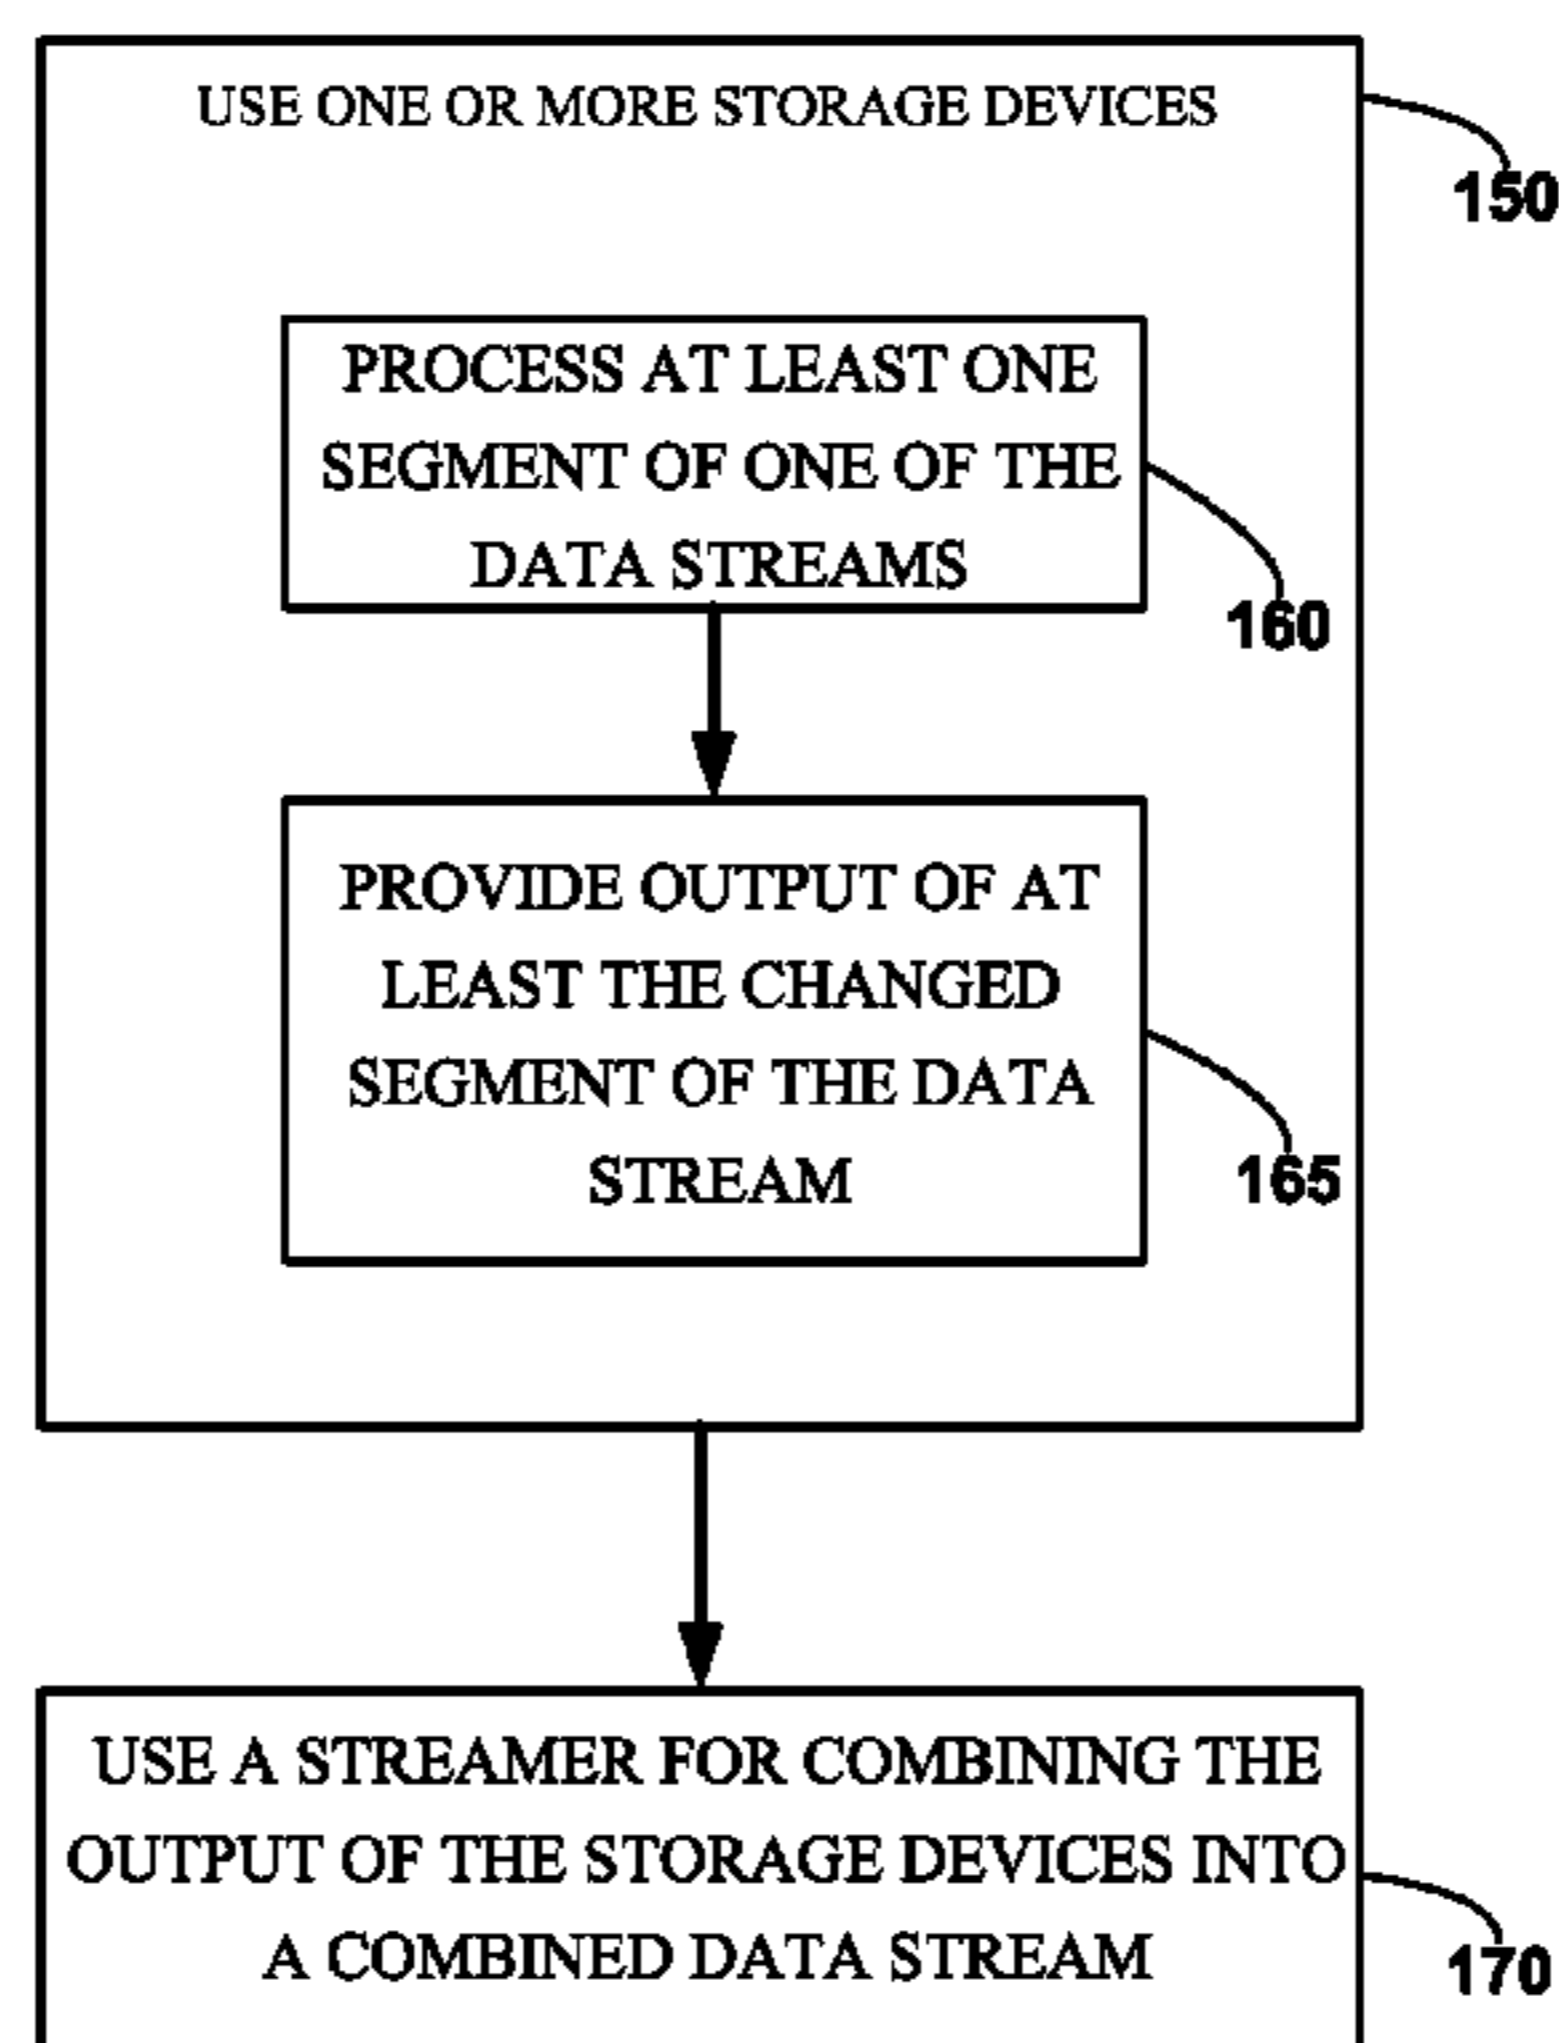 USE ONE OR MORE STORAGE DEVICES
150
PROCESS AT LEAST ONE
SEGMENT OF ONE OF THE
DATA STREAMS
160
PROVIDE OUTPUT OF AT
LEAST THE CHANGED
SEGMENT OF THE DATA
STREAM
165
USE A STREAMER FOR COMBINING THE
OUTPUT OF THE STORAGE DEVICES INTO
A COMBINED DATA STREAM
170